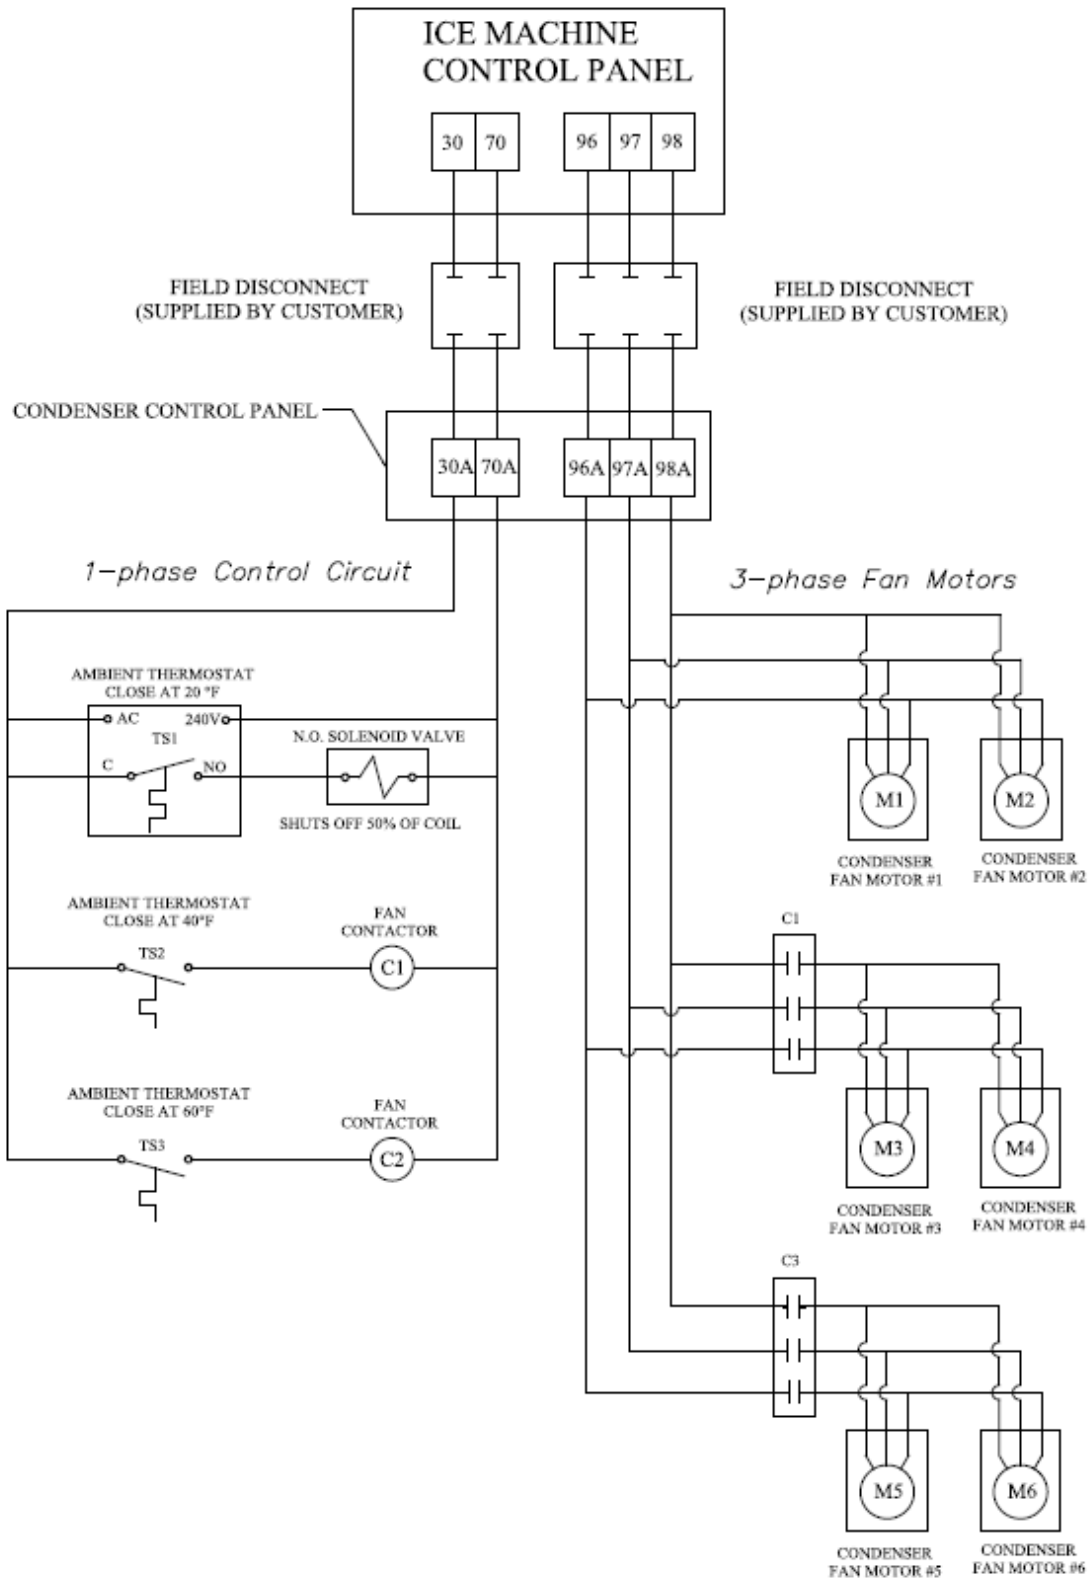 ICE MACHINE
CONTROL PANEL
30 70 96 97 98
FIELD DISCONNECT
(SUPPLIED BY CUSTOMER)
FIELD DISCONNECT
(SUPPLIED BY CUSTOMER)
CONDENSER CONTROL PANEL
30A 70A 96A 97A 98A
1-phase Control Circuit
3-phase Fan Motors
AMBIENT THERMOSTAT
CLOSE AT 20 °F
AC 240V
TS1
C NO
N.O. SOLENOID VALVE
SHUTS OFF 50% OF COIL
M1
CONDENSER
FAN MOTOR #1
M2
CONDENSER
FAN MOTOR #2
AMBIENT THERMOSTAT
CLOSE AT 40°F
TS2
FAN
CONTACTOR
C1
C1
M3
CONDENSER
FAN MOTOR #3
M4
CONDENSER
FAN MOTOR #4
AMBIENT THERMOSTAT
CLOSE AT 60°F
TS3
FAN
CONTACTOR
C2
C3
M5
CONDENSER
FAN MOTOR #5
M6
CONDENSER
FAN MOTOR #6